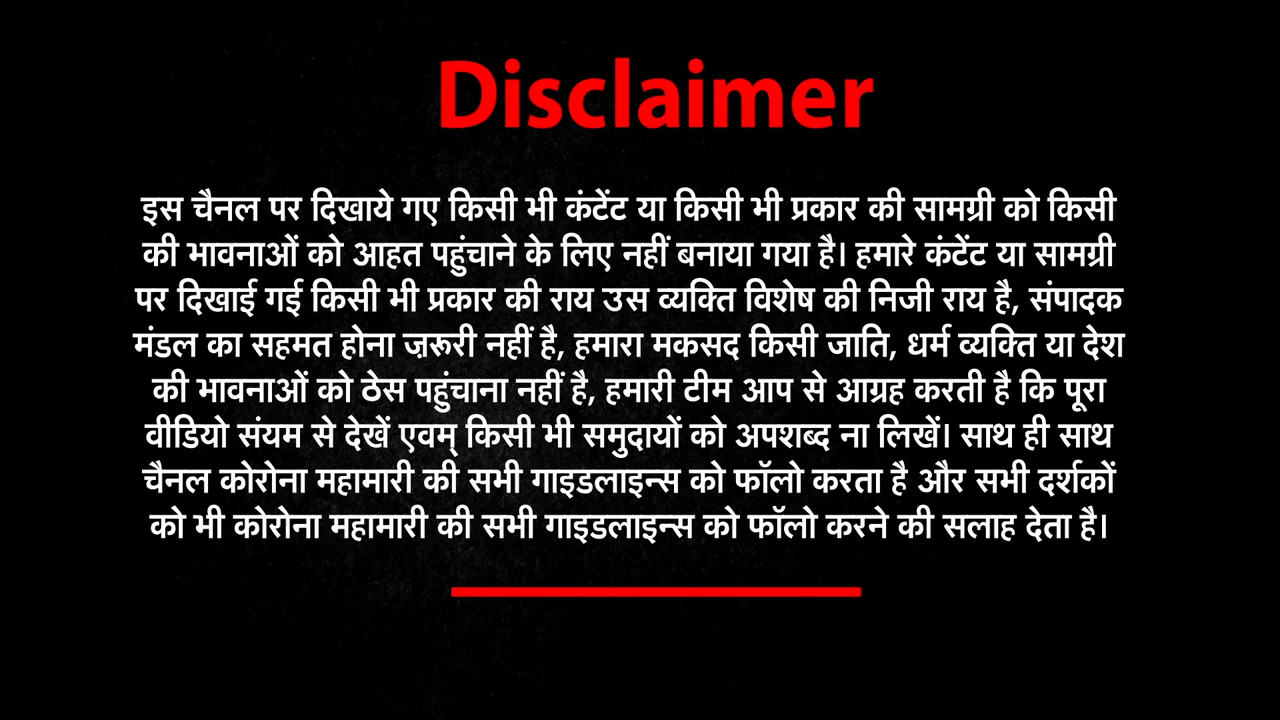 Disclaimer
इस चैनल पर दिखाये गए किसी भी कंटेंट या किसी भी प्रकार की सामग्री को किसी
की भावनाओं को आहत पहुंचाने के लिए नहीं बनाया गया है। हमारे कंटेंट या सामग्री
पर दिखाई गई किसी भी प्रकार की राय उस व्यक्ति विशेष की निजी राय है, संपादक
मंडल का सहमत होना ज़रूरी नहीं है, हमारा मकसद किसी जाति, धर्म व्यक्ति या देश
की भावनाओं को ठेस पहुंचाना नहीं है, हमारी टीम आप से आग्रह करती है कि पूरा
वीडियो संयम से देखें एवम् किसी भी समुदायों को अपशब्द ना लिखें। साथ ही साथ
चैनल कोरोना महामारी की सभी गाइडलाइन्स को फॉलो करता है और सभी दर्शकों
को भी कोरोना महामारी की सभी गाइडलाइन्स को फॉलो करने की सलाह देता है।